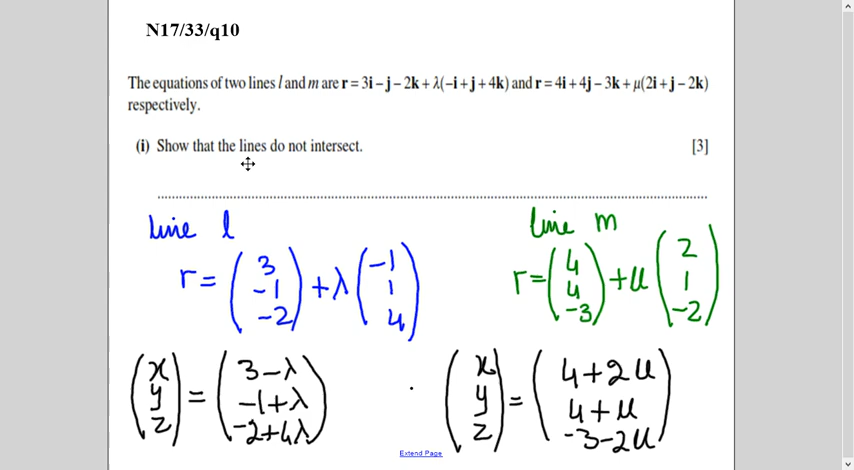 N17/33/q10
The equations of two lines l and m are r = 3i − j − 2k + λ(−i + j + 4k) and r = 4i + 4j − 3k + μ(2i + j − 2k)
respectively.
(i) Show that the lines do not intersect. [3]
line l
line m
r = (3 -1 -2) + λ (-1 1 4)
r = (4 4 -3) + μ (2 1 -2)
(x y z) = (3-λ -1+λ -2+4λ)
(x y z) = (4+2μ 4+μ -3-2μ)
Extend Page